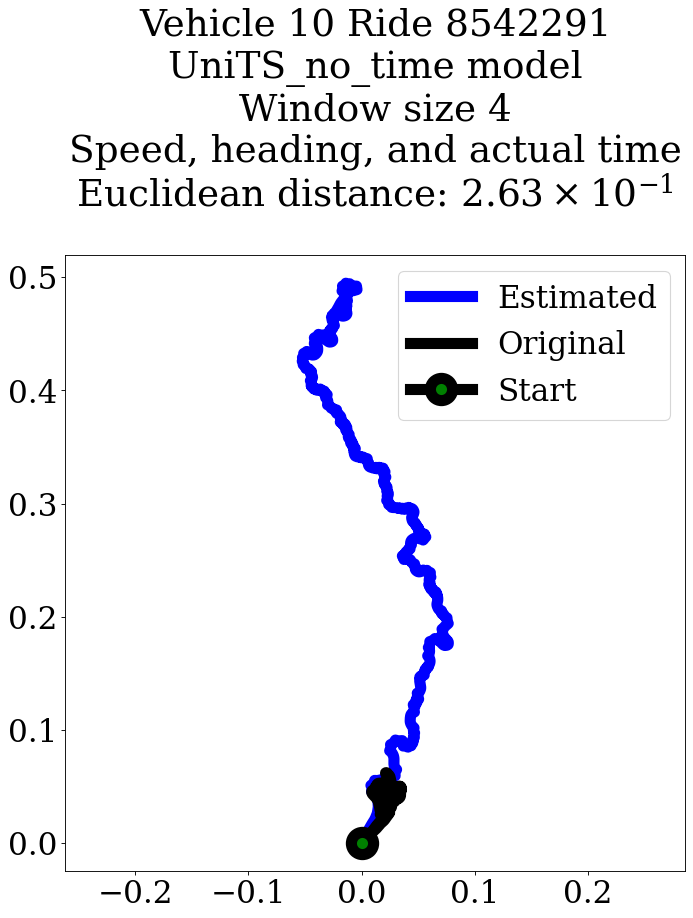 Vehicle 10 Ride 8542291
UniTS_no_time model
Window size 4
Speed, heading, and actual time
Euclidean distance: 2.63 × 10⁻¹
0.5
0.4
0.3
0.2
0.1
0.0
Estimated
Original
Start
−0.2 −0.1 0.0 0.1 0.2